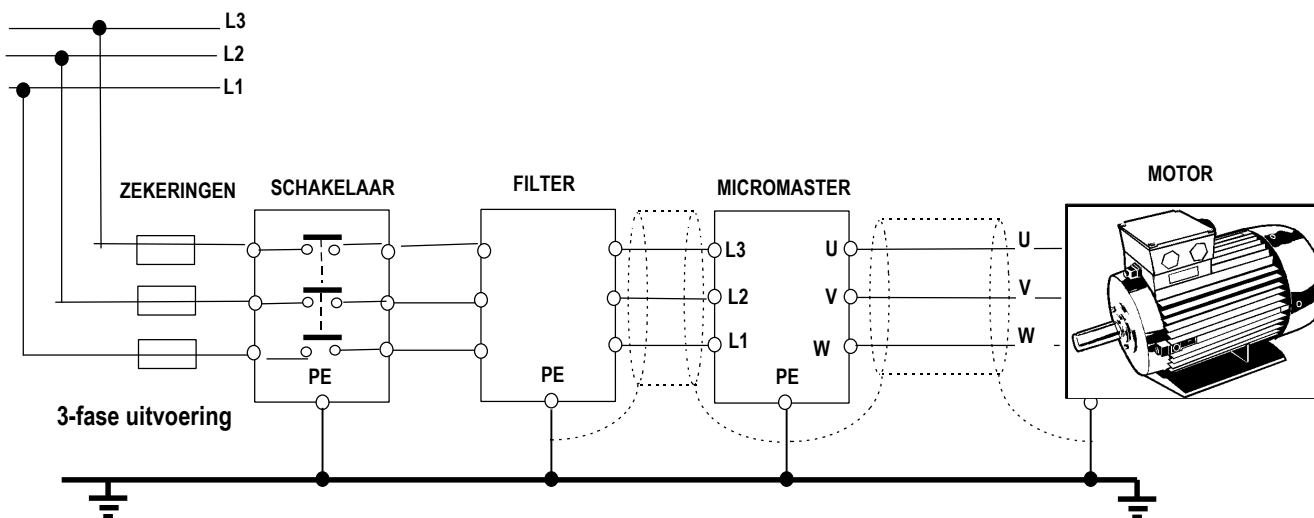 L3
L2
L1
ZEKERINGEN
SCHAKELAAR
FILTER
MICROMASTER
MOTOR
L3
U
U
L2
V
V
L1
W
W
PE
PE
PE
3-fase uitvoering